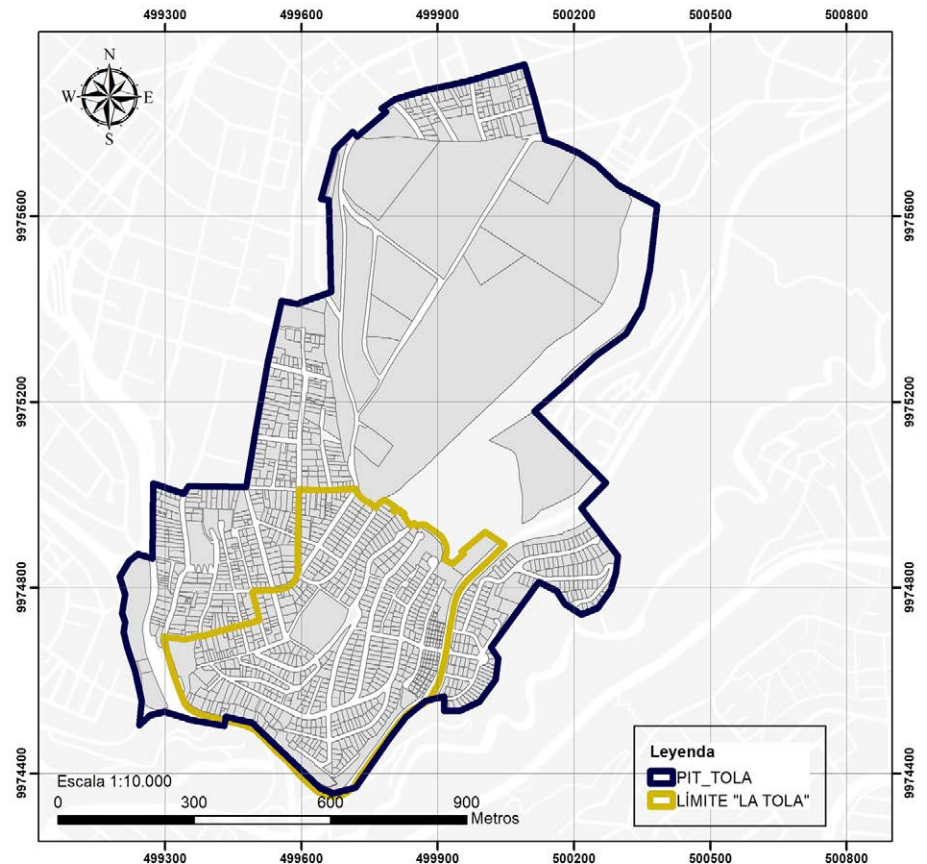 499300 499600 499900 500200 500500 500800
N
W E
S
9975600 9975600
9975200 9975200
9974800 9974800
9974400 9974400
Leyenda
PIT_TOLA
LÍMITE "LA TOLA"
Escala 1:10.000
0 300 600 900
Metros
499300 499600 499900 500200 500500 500800